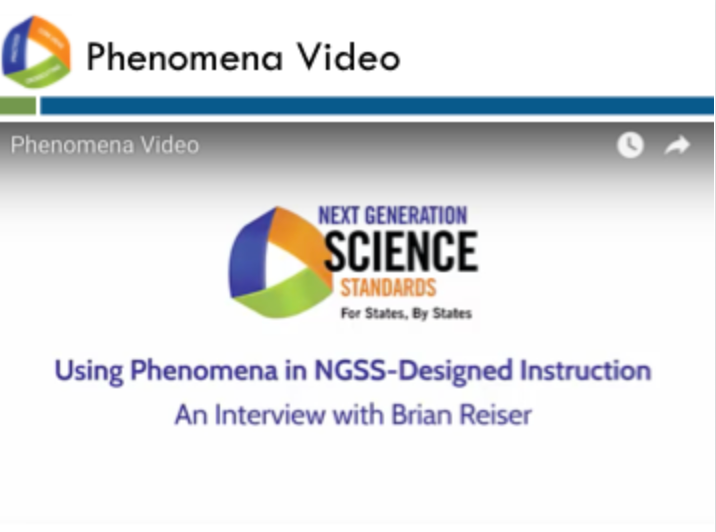 Phenomena Video
Phenomena Video
NEXT GENERATION
SCIENCE
STANDARDS
For States, By States
Using Phenomena in NGSS-Designed Instruction
An Interview with Brian Reiser